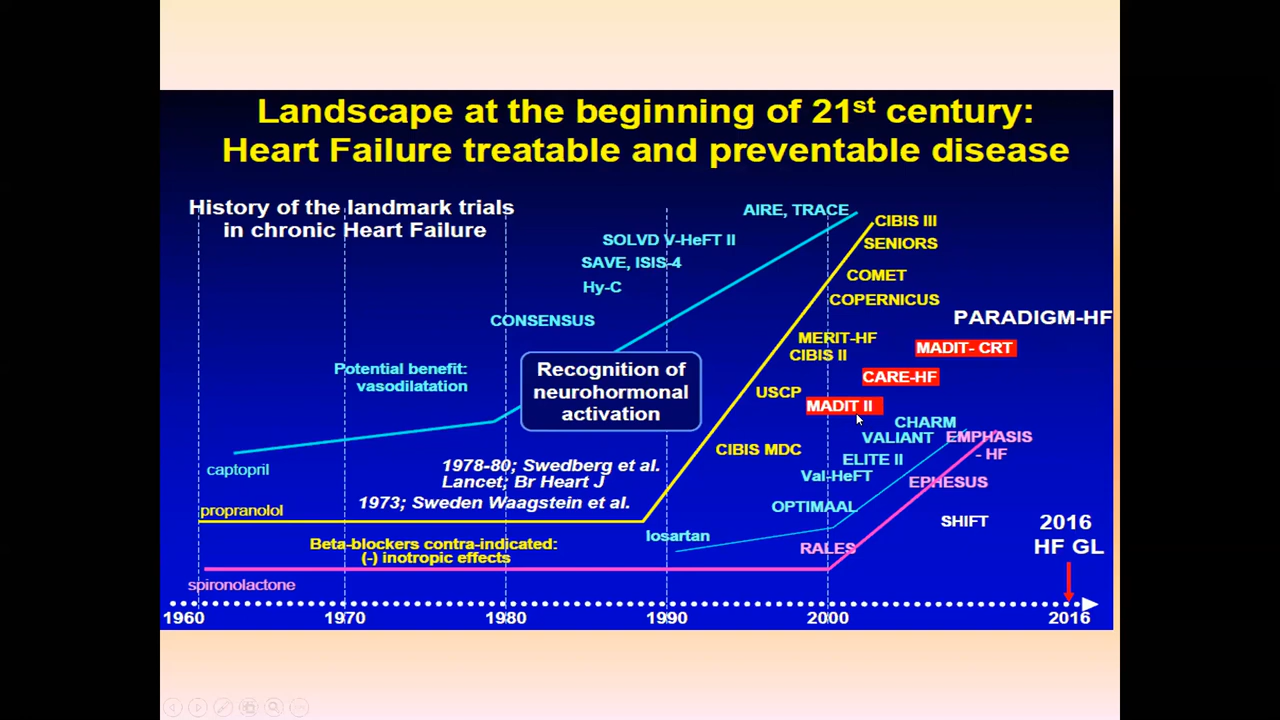 Landscape at the beginning of 21st century:
Heart Failure treatable and preventable disease
History of the landmark trials
in chronic Heart Failure
AIRE, TRACE
CIBIS III
SOLVD V-HeFT II
SENIORS
SAVE, ISIS-4
COMET
Hy-C
COPERNICUS
CONSENSUS
PARADIGM-HF
MERIT-HF
CIBIS II
MADIT- CRT
Potential benefit:
vasodilatation
Recognition of
neurohormonal
activation
CARE-HF
USCP
MADIT II
CHARM
VALIANT
EMPHASIS
- HF
CIBIS MDC
ELITE II
captopril
1978-80; Swedberg et al.
Lancet; Br Heart J
1973; Sweden Waagstein et al.
Val-HeFT
EPHESUS
propranolol
OPTIMAAL
SHIFT
2016
HF GL
losartan
Beta-blockers contra-indicated:
(-) inotropic effects
RALES
spironolactone
1960
1970
1980
1990
2000
2016